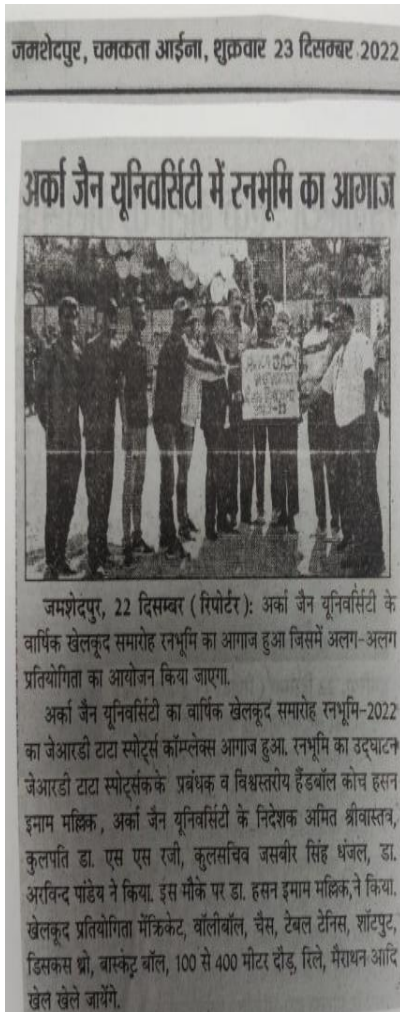 जमशेदपुर, चमकता आईना, शुक्रवार 23 दिसम्बर 2022
अर्का जैन यूनिवर्सिटी में रनभूमि का आगाज
जमशेदपुर, 22 दिसम्बर (रिपोर्टर): अर्का जैन यूनिवर्सिटी के
वार्षिक खेलकूद समारोह रनभूमि का आगाज हुआ जिसमें अलग-अलग
प्रतियोगिता का आयोजन किया जाएगा.
अर्का जैन यूनिवर्सिटी का वार्षिक खेलकूद समारोह रनभूमि-2022
का जेआरडी टाटा स्पोर्ट्स कॉम्प्लेक्स आगाज हुआ. रनभूमि का उद्घाटन
जेआरडी टाटा स्पोर्ट्सकके प्रबंधक व विश्वस्तरीय हैंडबॉल कोच हसन
इमाम मल्लिक, अर्का जैन यूनिवर्सिटी के निदेशक अमित श्रीवास्तव,
कुलपति डा. एस एस रजी, कुलसचिव जसबीर सिंह धंजल, डा.
अरविन्द पांडेय ने किया. इस मौके पर डा. हसन इमाम मल्लिक,ने किया.
खेलकूद प्रतियोगिता मेंक्रिकेट, वॉलीबॉल, चैस, टेबल टेनिस, शॉटपुट,
डिसकस थ्रो, बास्केट बॉल, 100 से 400 मीटर दौड़, रिले, मैराथन आदि
खेल खेले जायेंगे.